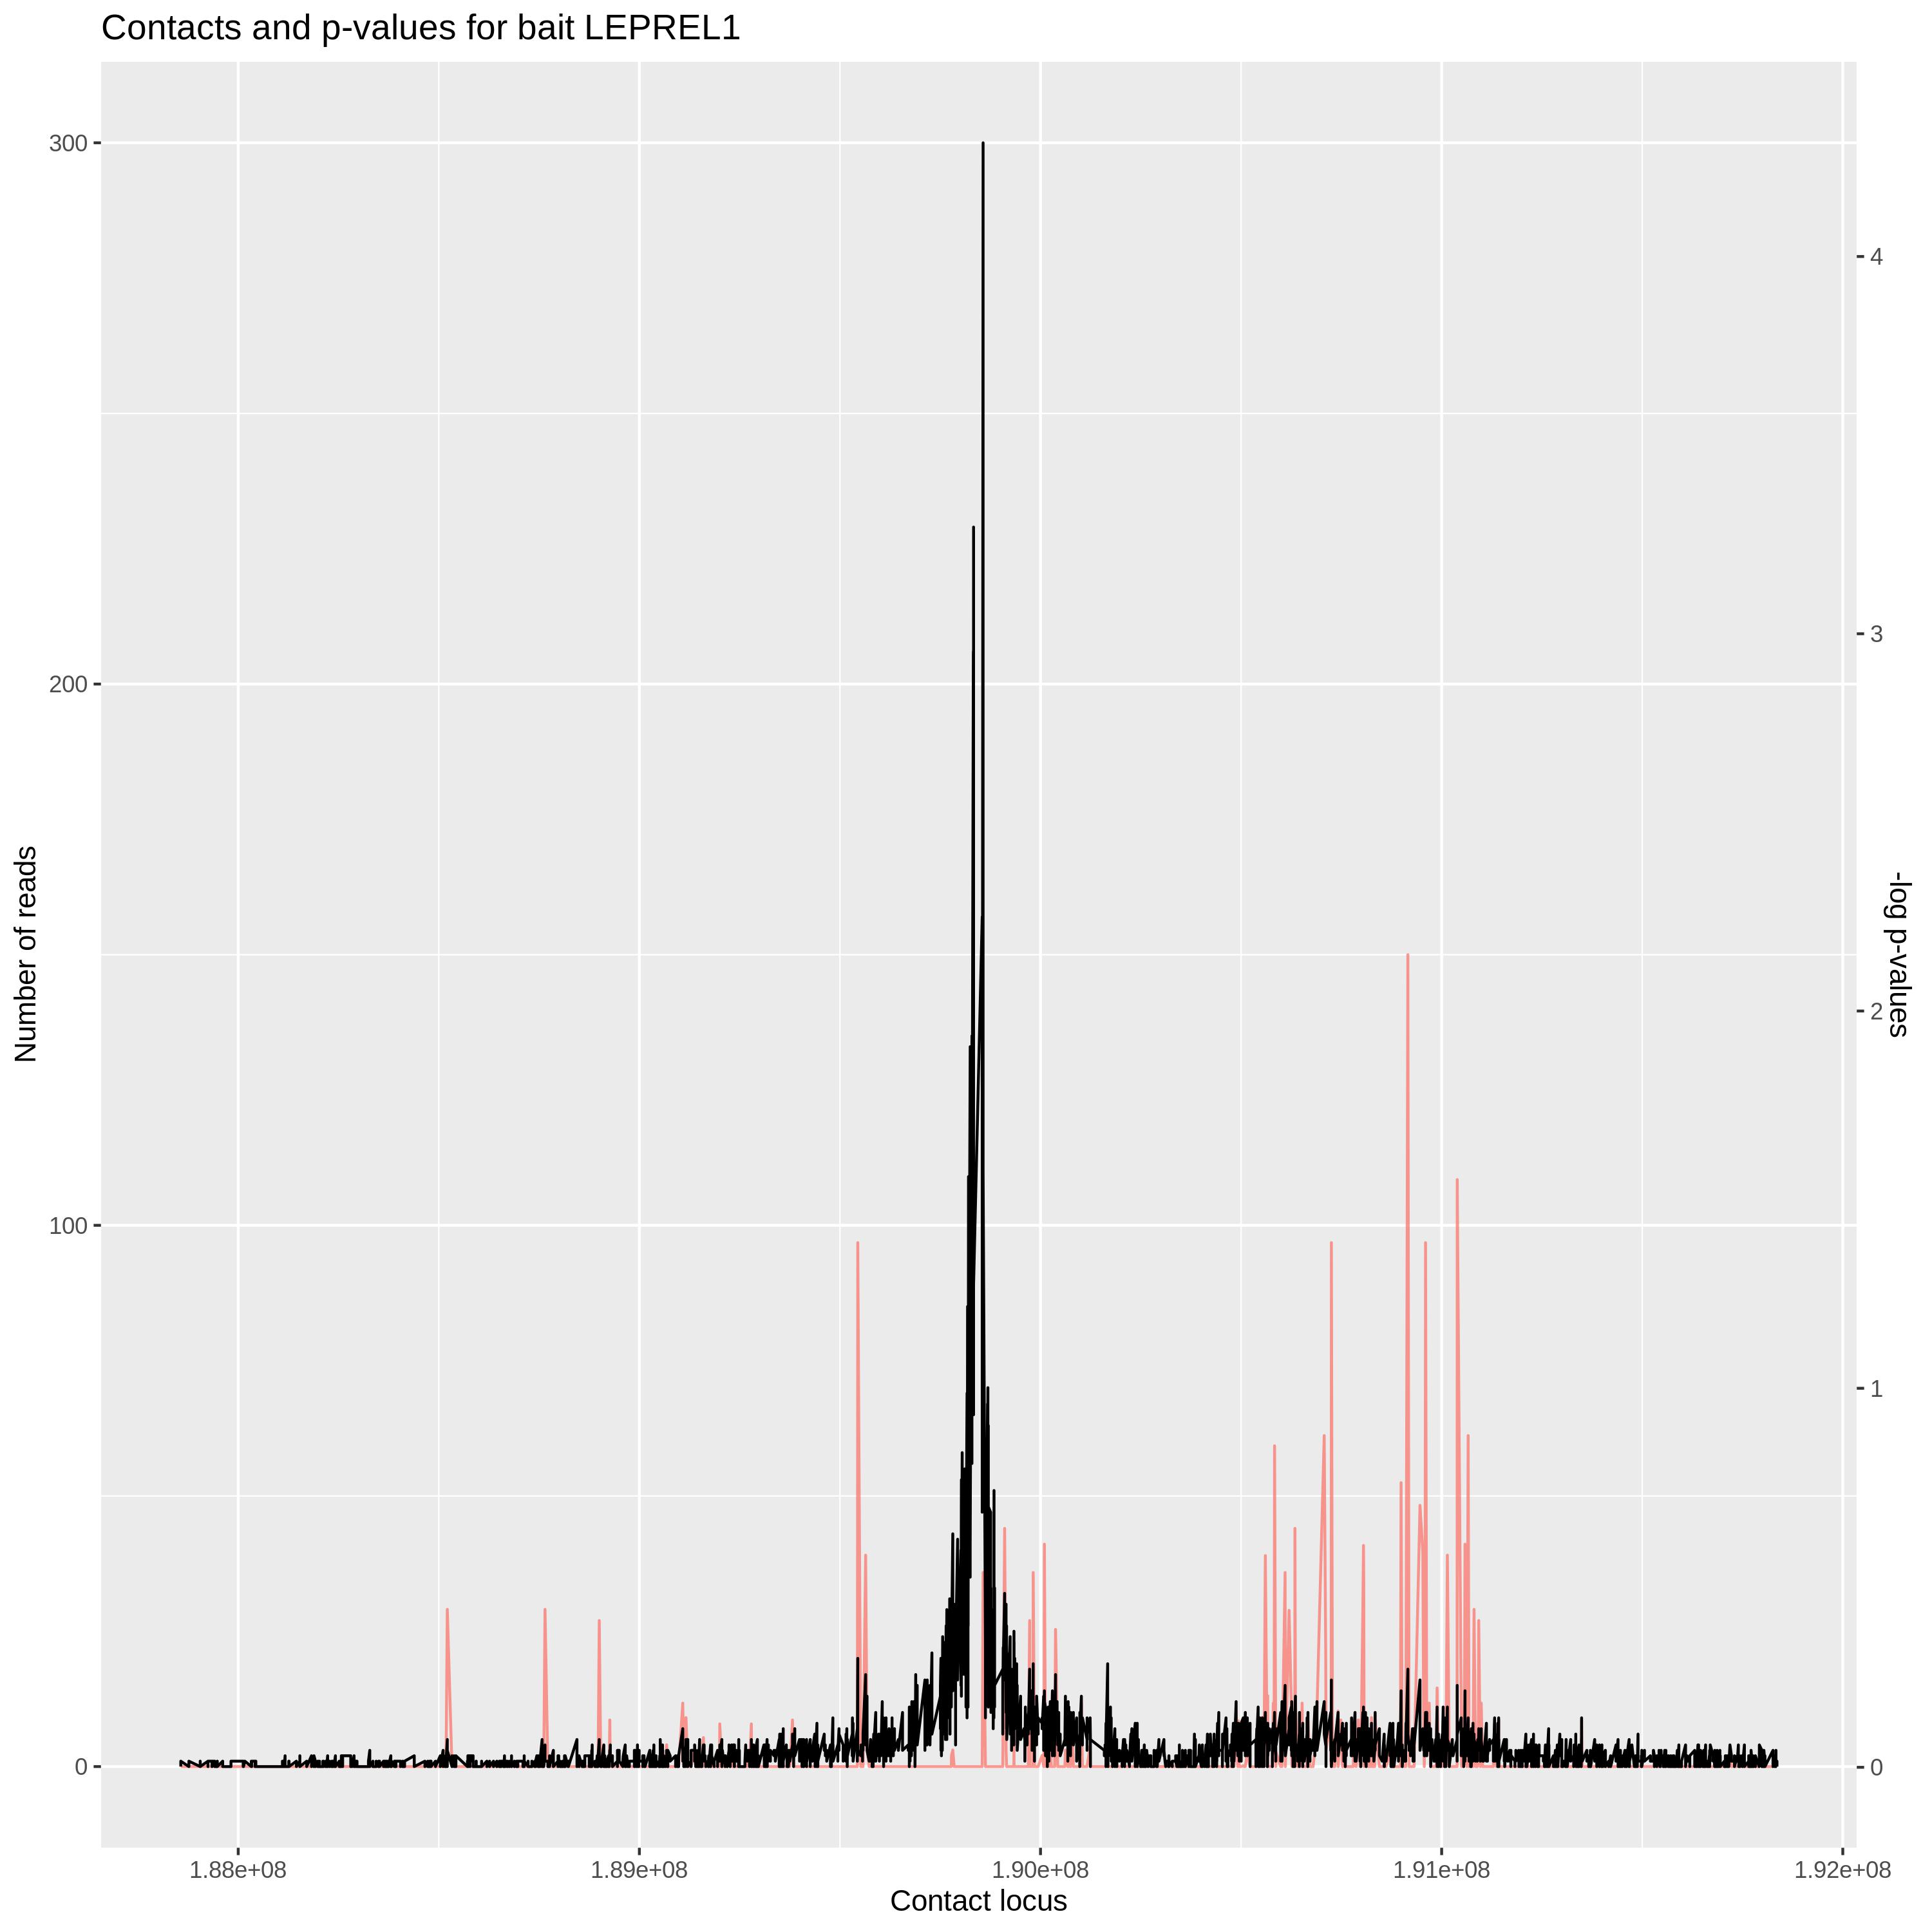 Contacts and p-values for bait LEPREL1
300
200
100
0
Number of reads
4
3
2
1
0
-log p-values
1.88e+08
1.89e+08
1.90e+08
1.91e+08
1.92e+08
Contact locus